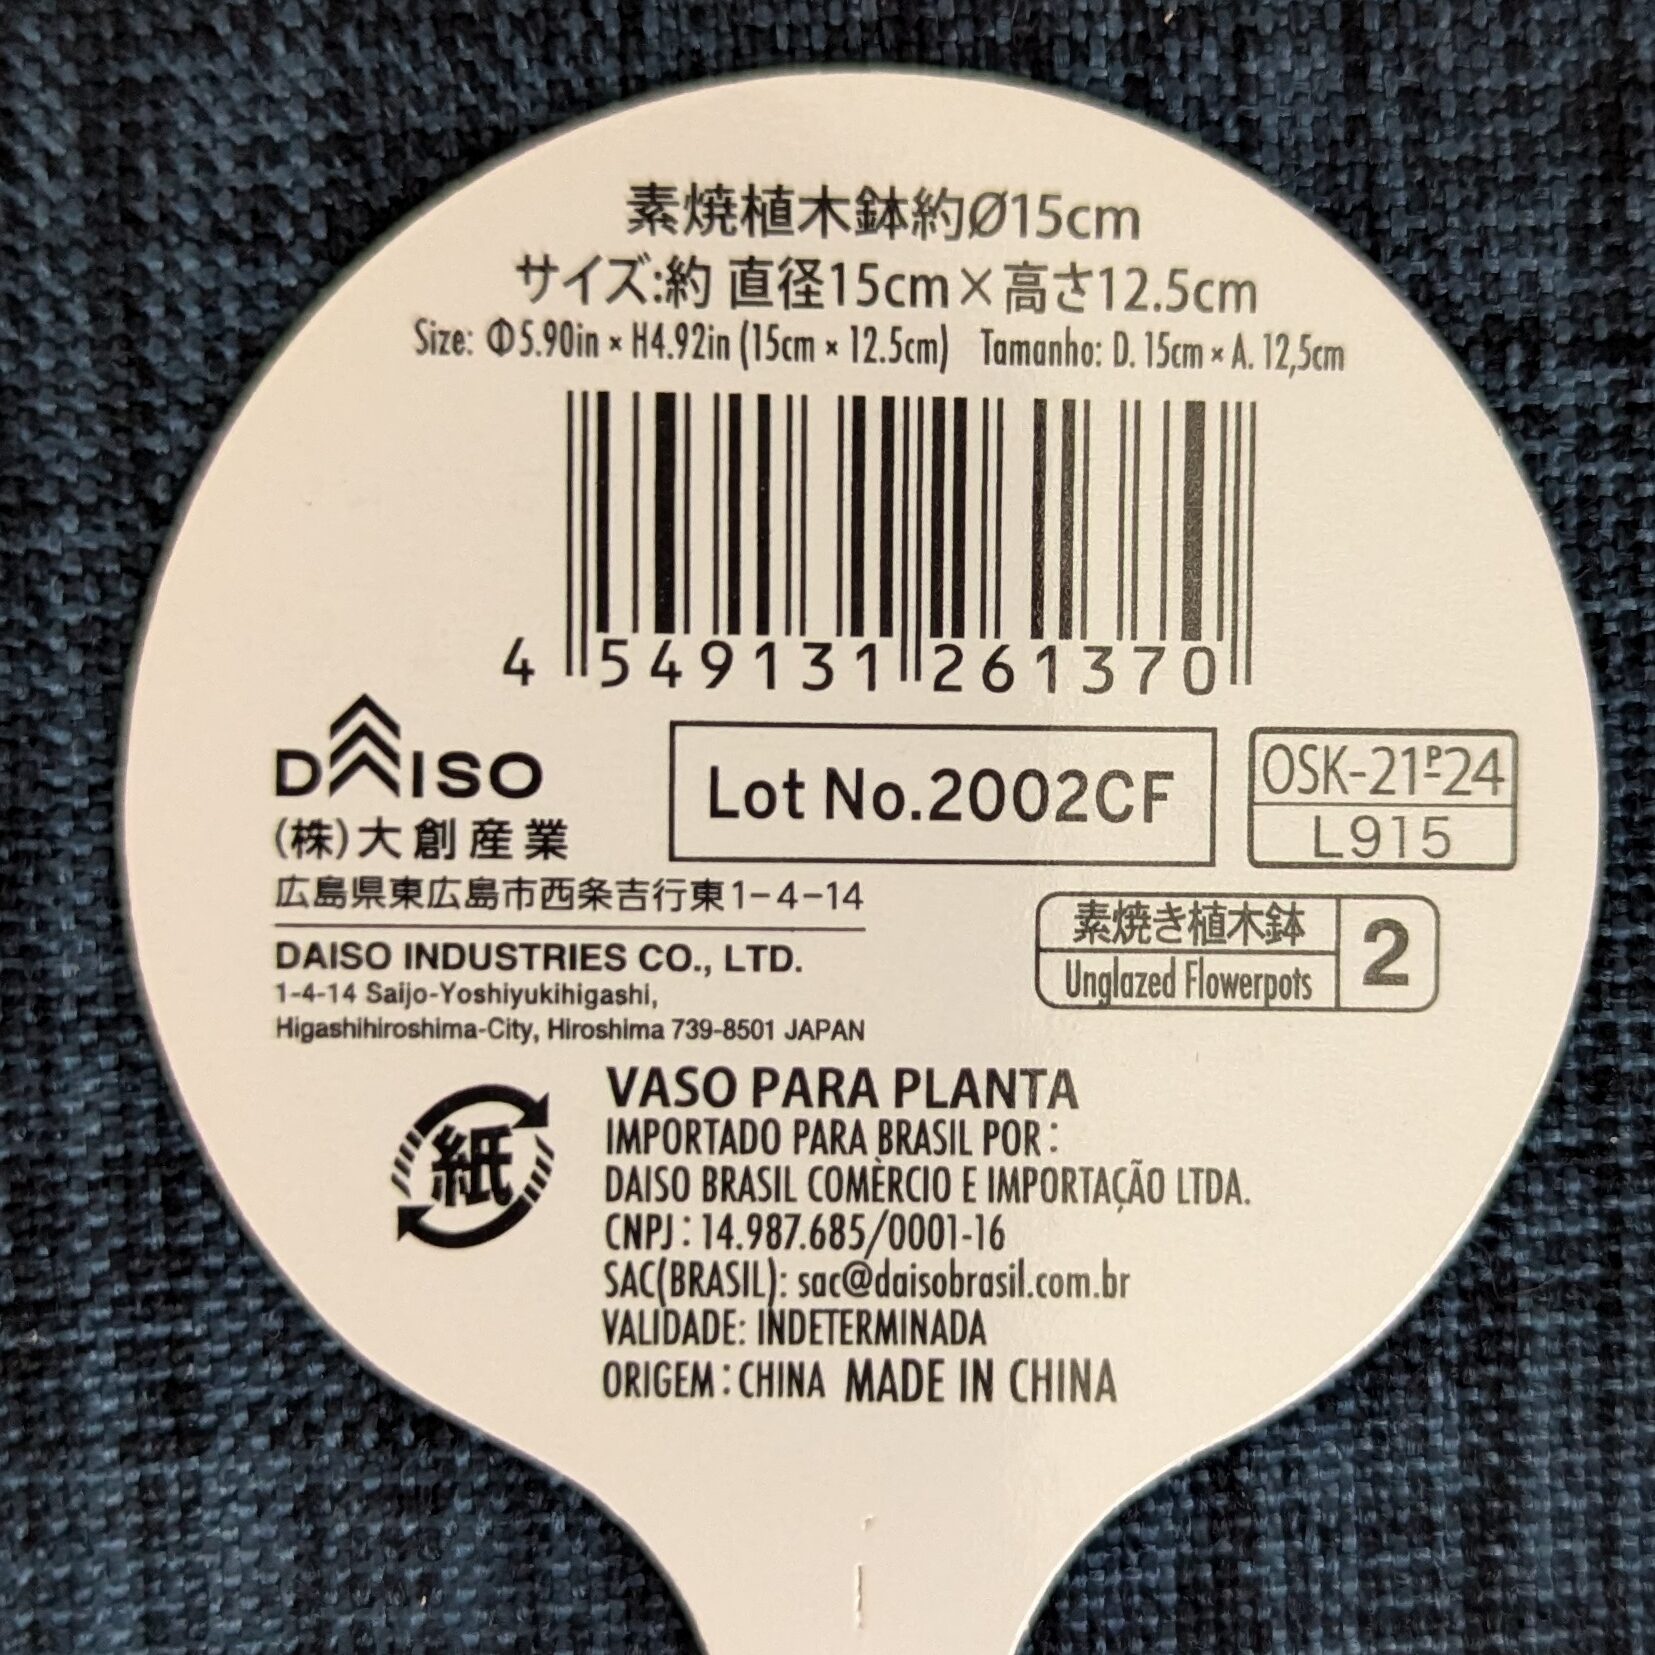 素焼植木鉢約Ø15cm
サイズ:約 直径15cm×高さ12.5cm
Size: Φ5.90in × H4.92in (15cm × 12.5cm) Tamanho: D. 15cm × A. 12,5cm
4 549131 261370
DAISO
(株)大創産業
広島県東広島市西条吉行東1-4-14
DAISO INDUSTRIES CO., LTD.
1-4-14 Saijo-Yoshiyukihigashi,
Higashihiroshima-City, Hiroshima 739-8501 JAPAN
Lot No.2002CF
OSK-21P-24
L915
素焼き植木鉢
Unglazed Flowerpots
2
紙
VASO PARA PLANTA
IMPORTADO PARA BRASIL POR:
DAISO BRASIL COMÈRCIO E IMPORTAÇÃO LTDA.
CNPJ: 14.987.685/0001-16
SAC(BRASIL): sac@daisobrasil.com.br
VALIDADE: INDETERMINADA
ORIGEM: CHINA MADE IN CHINA